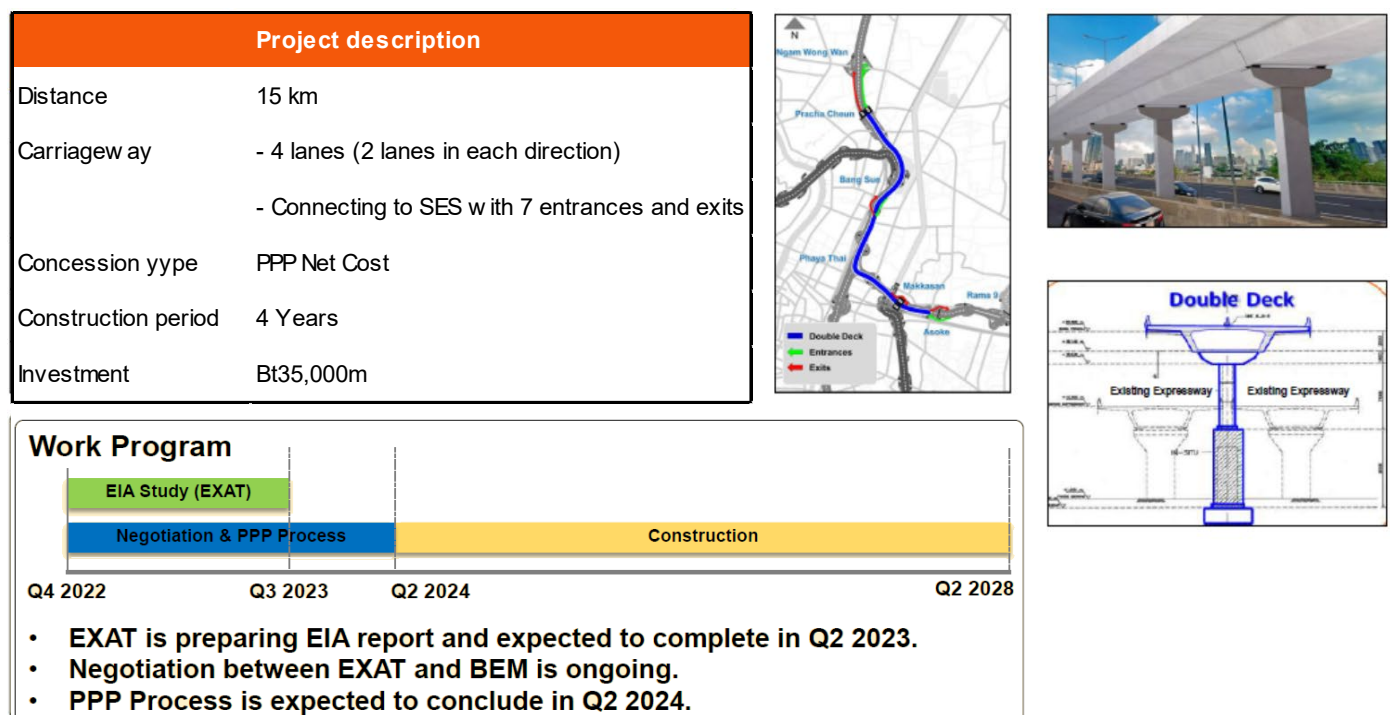 Project description
Distance 15 km
Carriagew ay - 4 lanes (2 lanes in each direction)
- Connecting to SES w ith 7 entrances and exits
Concession yype PPP Net Cost
Construction period 4 Years
Investment Bt35,000m
N
Ngam Wong Wan
Pracha Cheun
Bang Sue
Phaya Thai
Makkasan
Rama 9
Asoke
Double Deck
Entrances
Exits
Double Deck
Existing Expressway Existing Expressway
Work Program
EIA Study (EXAT)
Negotiation & PPP Process Construction
Q4 2022 Q3 2023 Q2 2024 Q2 2028
• EXAT is preparing EIA report and expected to complete in Q2 2023.
• Negotiation between EXAT and BEM is ongoing.
• PPP Process is expected to conclude in Q2 2024.